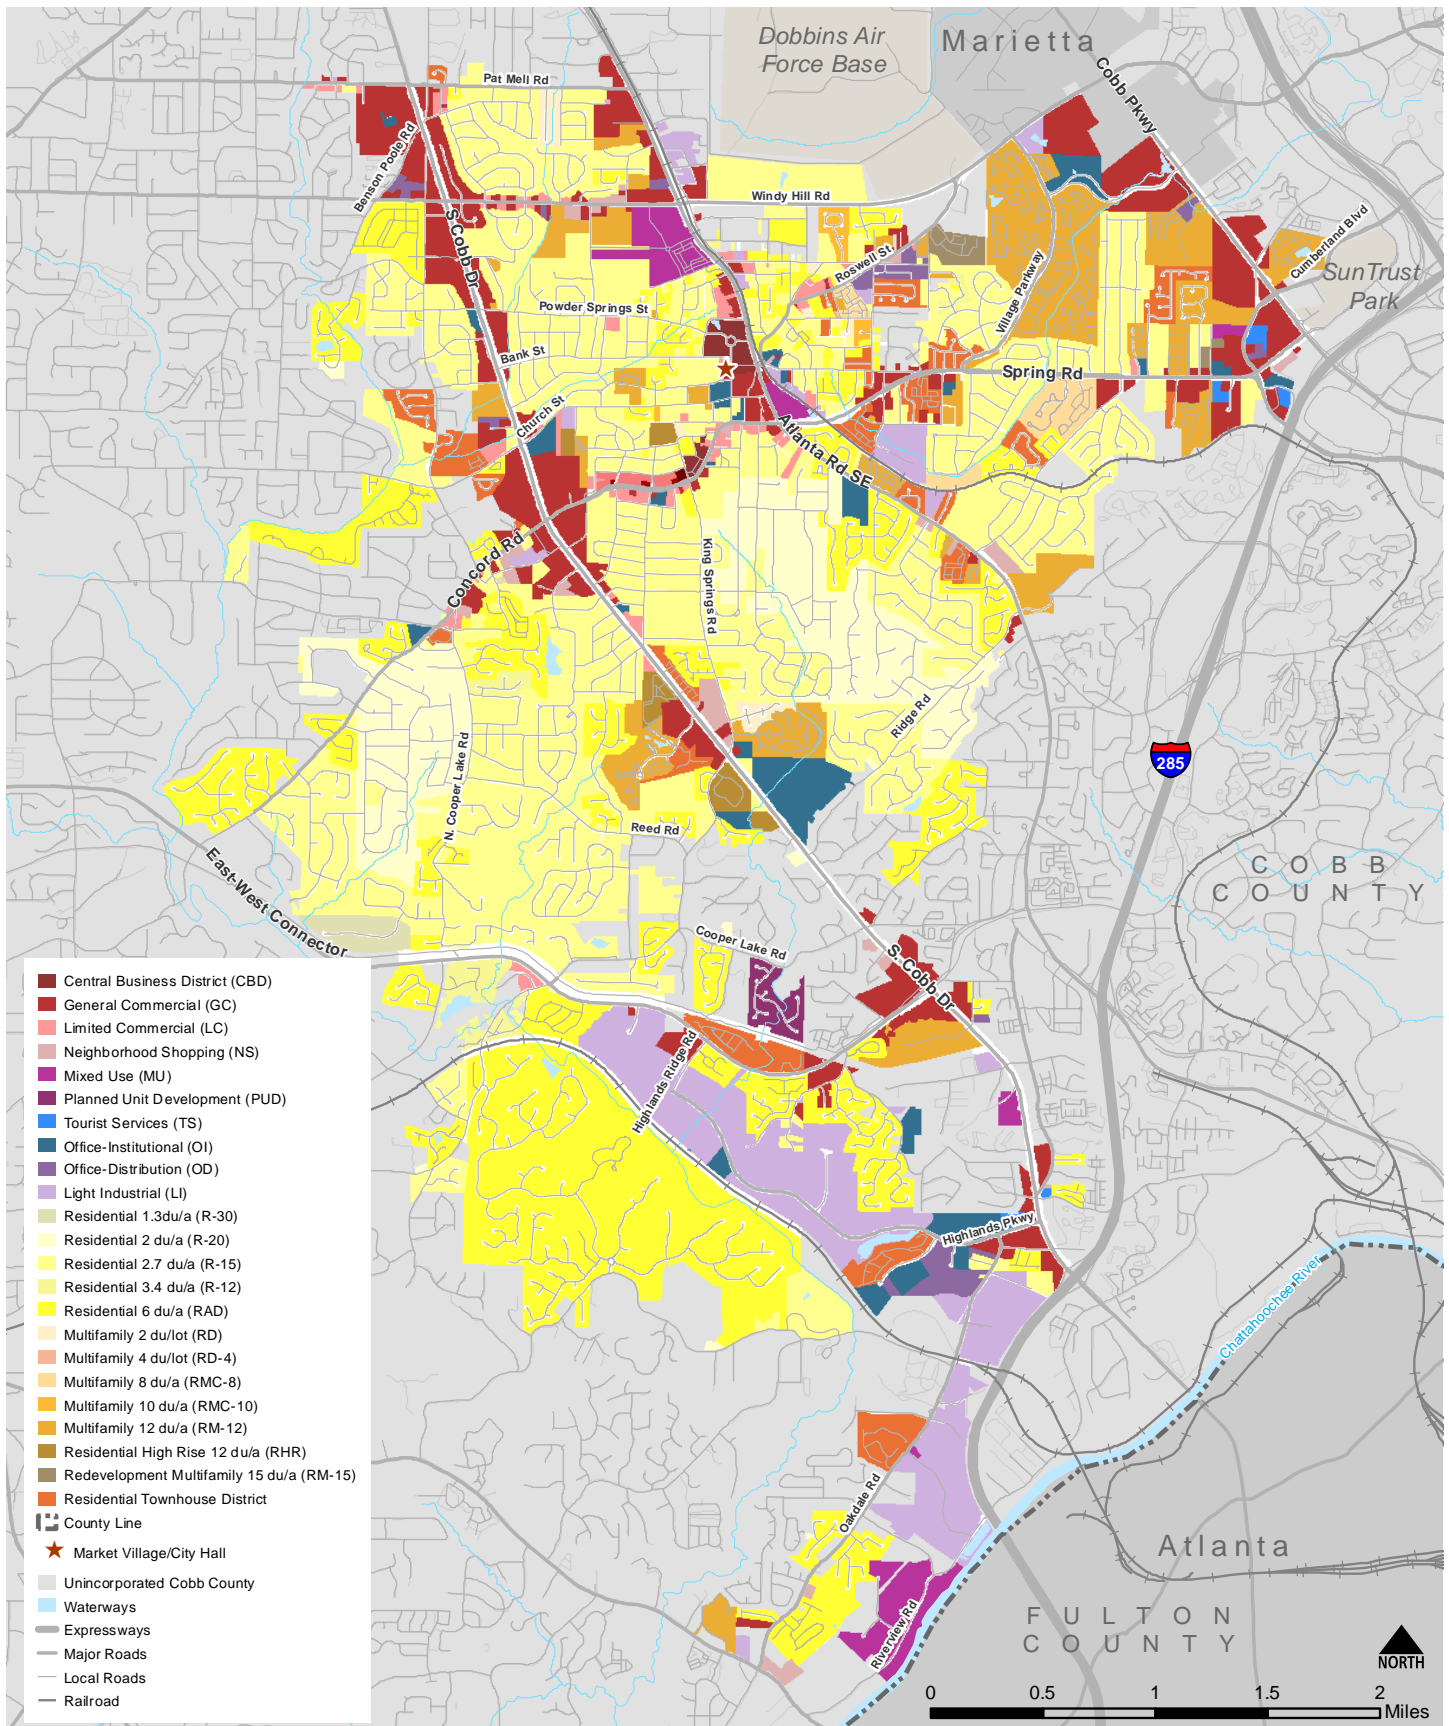 Dobbins Air
Force Base
Marietta
Cobb Pkwy
Pat Mell Rd
Benson Poole Rd
Windy Hill Rd
S Cobb Dr
Roswell St
Cumberland Blvd
SunTrust
Park
Village Parkway
Powder Springs St
Bank St
Spring Rd
Church St
Atlanta Rd SE
Concord Rd
King Springs Rd
Ridge Rd
N. Cooper Lake Rd
285
Reed Rd
East-West Connector
COBB
COUNTY
Cooper Lake Rd
S. Cobb Dr
Highlands Ridge Rd
Highlands Pkwy
Chattahoochee River
Oakdale Rd
Riverview Rd
Atlanta
FULTON
COUNTY
Central Business District (CBD)
General Commercial (GC)
Limited Commercial (LC)
Neighborhood Shopping (NS)
Mixed Use (MU)
Planned Unit Development (PUD)
Tourist Services (TS)
Office-Institutional (OI)
Office-Distribution (OD)
Light Industrial (LI)
Residential 1.3du/a (R-30)
Residential 2 du/a (R-20)
Residential 2.7 du/a (R-15)
Residential 3.4 du/a (R-12)
Residential 6 du/a (RAD)
Multifamily 2 du/lot (RD)
Multifamily 4 du/lot (RD-4)
Multifamily 8 du/a (RMC-8)
Multifamily 10 du/a (RMC-10)
Multifamily 12 du/a (RM-12)
Residential High Rise 12 du/a (RHR)
Redevelopment Multifamily 15 du/a (RM-15)
Residential Townhouse District
County Line
Market Village/City Hall
Unincorporated Cobb County
Waterways
Expressways
Major Roads
Local Roads
Railroad
NORTH
0 0.5 1 1.5 2
Miles